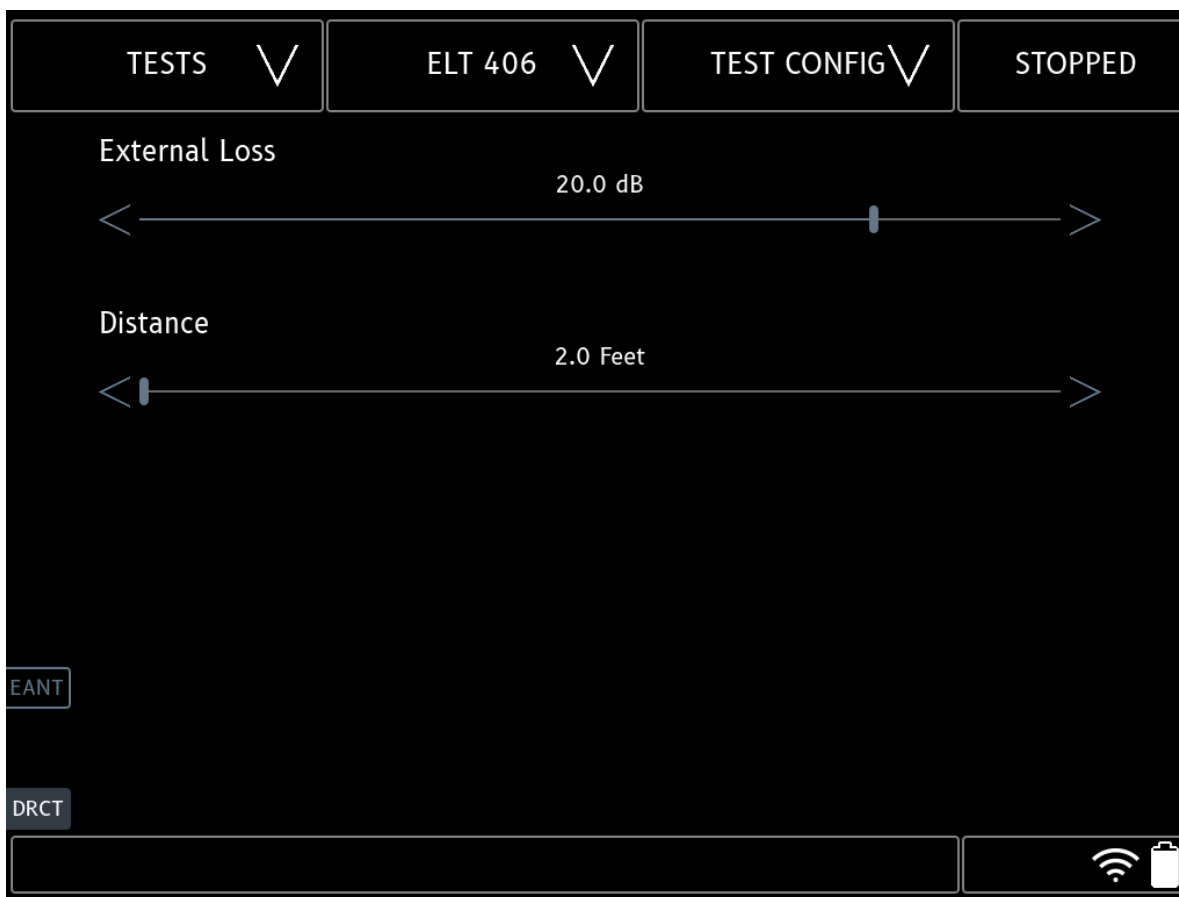 TESTS
ELT 406
TEST CONFIG
STOPPED
External Loss
20.0 dB
Distance
2.0 Feet
EANT
DRCT